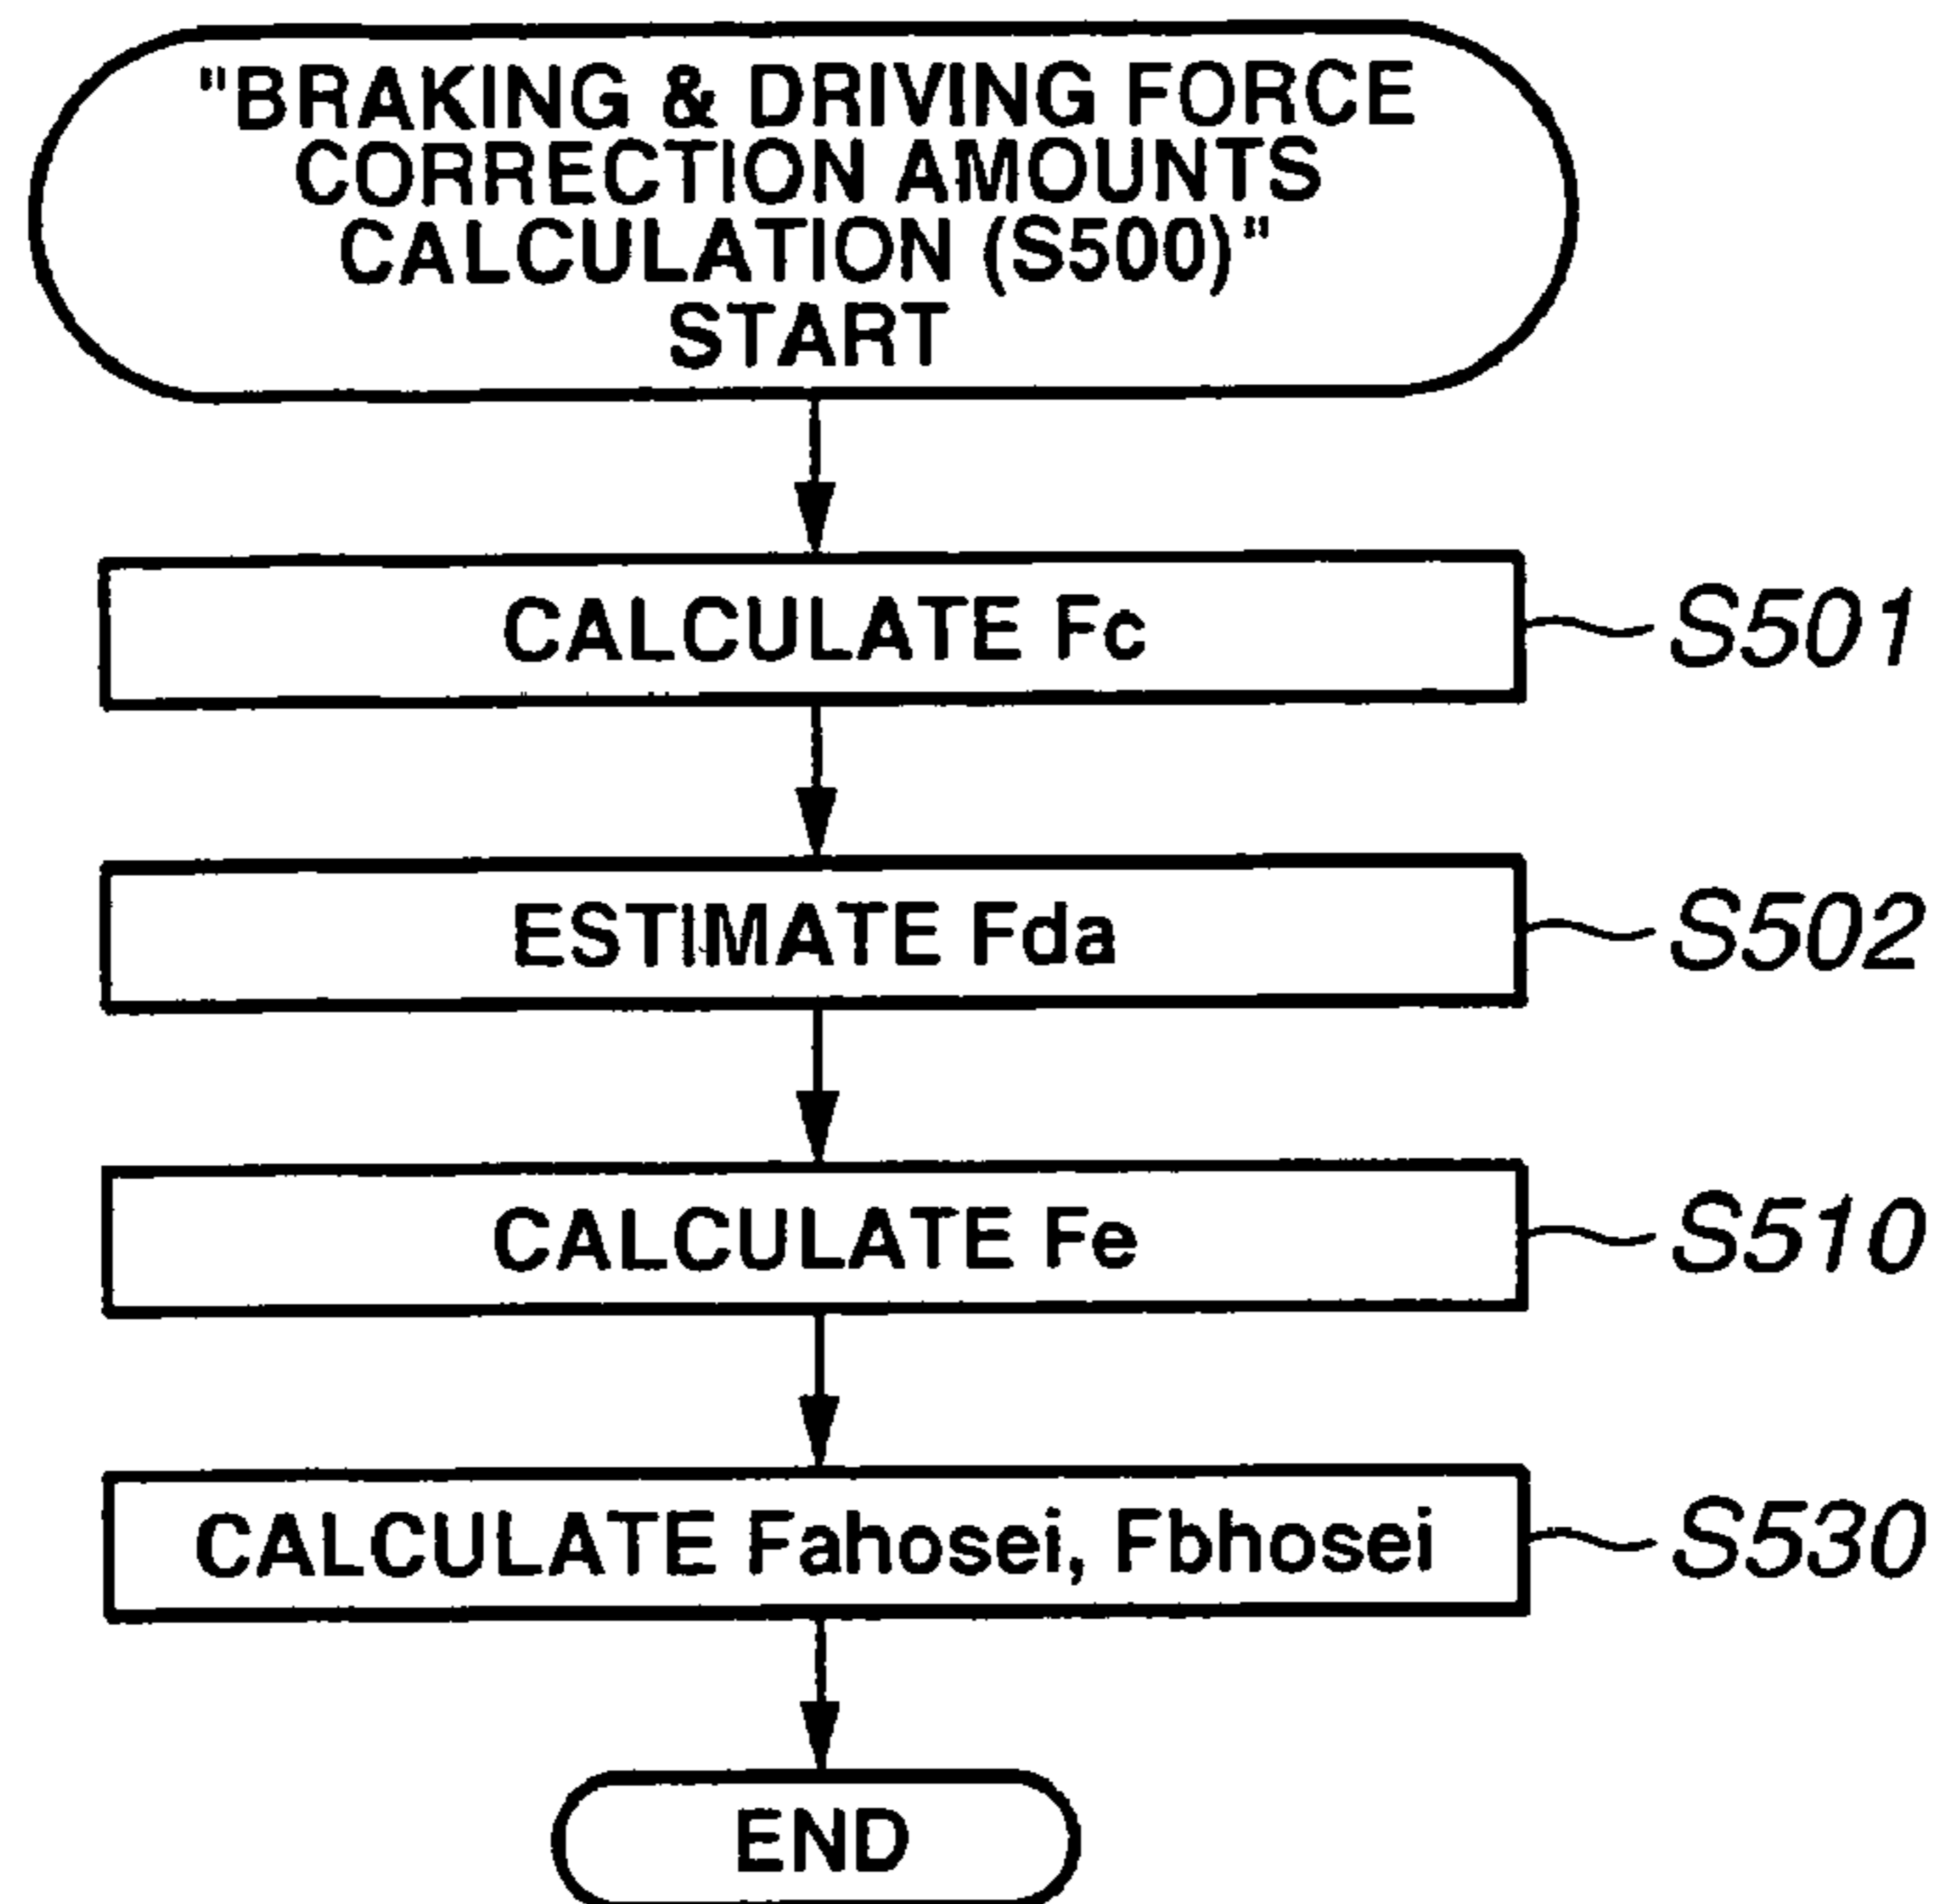 "BRAKING & DRIVING FORCE
CORRECTION AMOUNTS
CALCULATION (S500)"
START
CALCULATE Fc
S501
ESTIMATE Fda
S502
CALCULATE Fe
S510
CALCULATE Fahosei, Fbhosei
S530
END